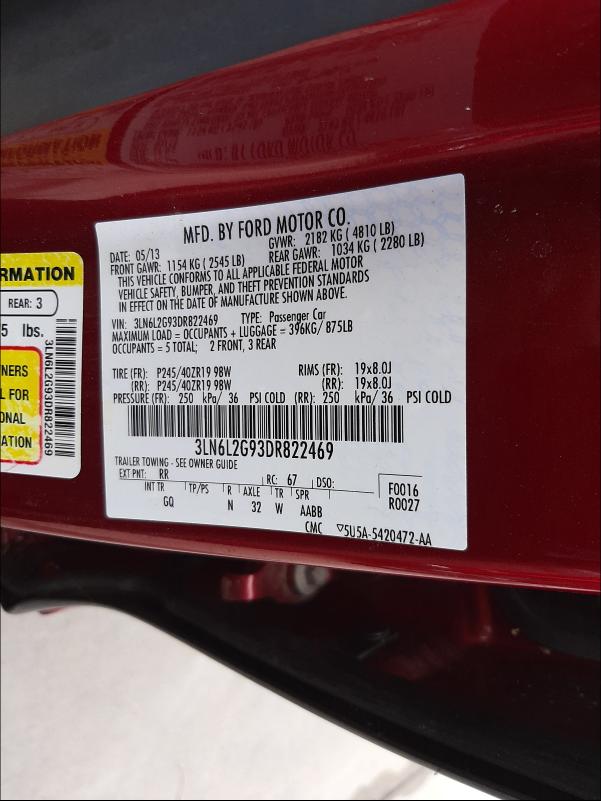 MFD. BY FORD MOTOR CO.
DATE: 05/13 GVWR: 2182 KG ( 4810 LB)
FRONT GAWR: 1154 KG ( 2545 LB) REAR GAWR: 1034 KG ( 2280 LB)
THIS VEHICLE CONFORMS TO ALL APPLICABLE FEDERAL MOTOR
VEHICLE SAFETY, BUMPER, AND THEFT PREVENTION STANDARDS
IN EFFECT ON THE DATE OF MANUFACTURE SHOWN ABOVE.
VIN: 3LN6L2G93DR822469 TYPE: Passenger Car
MAXIMUM LOAD = OCCUPANTS + LUGGAGE = 396KG/ 875LB
OCCUPANTS = 5 TOTAL; 2 FRONT, 3 REAR
TIRE (FR): P245/40ZR19 98W RIMS (FR): 19x8.0J
(RR): P245/40ZR19 98W (RR): 19x8.0J
PRESSURE (FR): 250 kPa/ 36 PSI COLD (RR): 250 kPa/ 36 PSI COLD
3LN6L2G93DR822469
TRAILER TOWING - SEE OWNER GUIDE
EXT PNT: RR RC: 67 DSO: F0016
INT TR TP/PS R AXLE TR SPR R0027
GQ N 32 W AABB
CMC ▽5U5A-5420472-AA
RMATION
REAR: 3
5 lbs.
NERS
L FOR
ONAL
ATION
3LN6L2G93DR822469